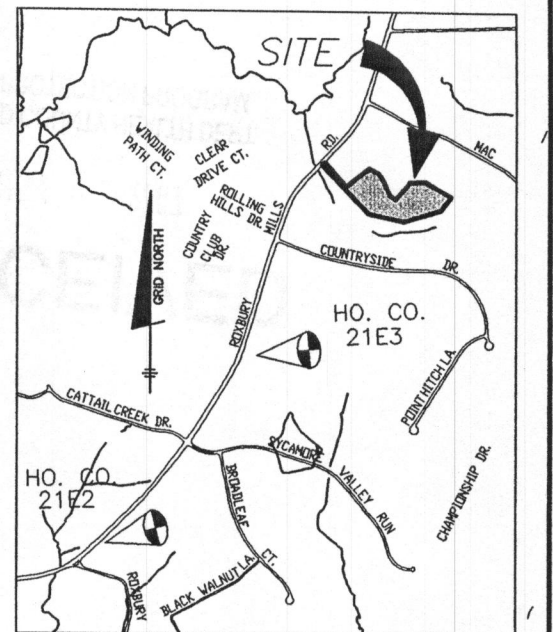 SITE
WINDING
PATH CT.
CLEAR
DRIVE CT.
RD.
MAC
ROLLING
HILLS DR.
MILLS
COUNTRY
CLUB
DR.
GRID NORTH
COUNTRYSIDE DR.
ROXBURY
HO. CO.
21E3
POINT HITCH LA.
CATTAIL CREEK DR.
SYCAMORE VALLEY RUN
CHAMPIONSHIP DR.
HO. CO.
21E2
BROADLEAF CT.
ROXBURY
BLACK WALNUT LA.